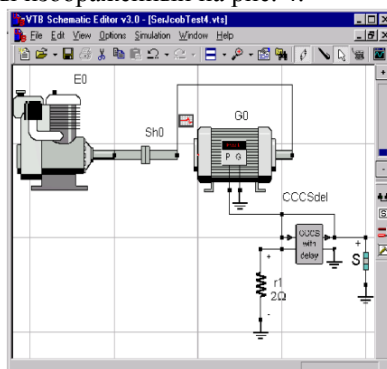 и изображенным на рис. 4.
VTB Schematic Editor v3.0 - [SerJcobTest4.vts]
File Edit View Options Simulation Window Help
E0
Sh0
G0
P G
CCCSdel
CCCS
with
delay
S
r1
2Ω